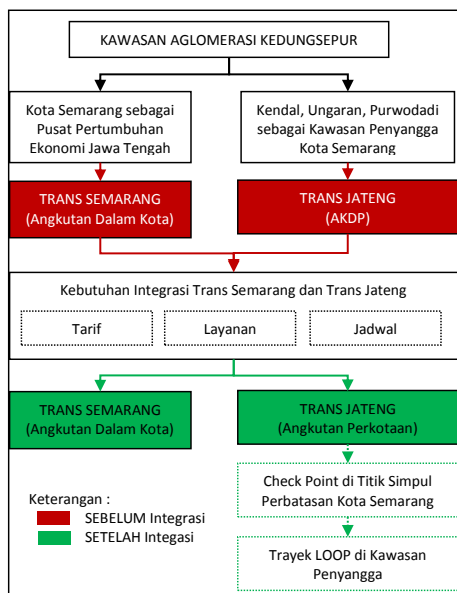 KAWASAN AGLOMERASI KEDUNGSEPUR
Kota Semarang sebagai
Pusat Pertumbuhan
Ekonomi Jawa Tengah
Kendal, Ungaran, Purwodadi
sebagai Kawasan Penyangga
Kota Semarang
TRANS SEMARANG
(Angkutan Dalam Kota)
TRANS JATENG
(AKDP)
Kebutuhan Integrasi Trans Semarang dan Trans Jateng
Tarif
Layanan
Jadwal
TRANS SEMARANG
(Angkutan Dalam Kota)
TRANS JATENG
(Angkutan Perkotaan)
Check Point di Titik Simpul
Perbatasan Kota Semarang
Trayek LOOP di Kawasan
Penyangga
Keterangan :
SEBELUM Integrasi
SETELAH Integasi